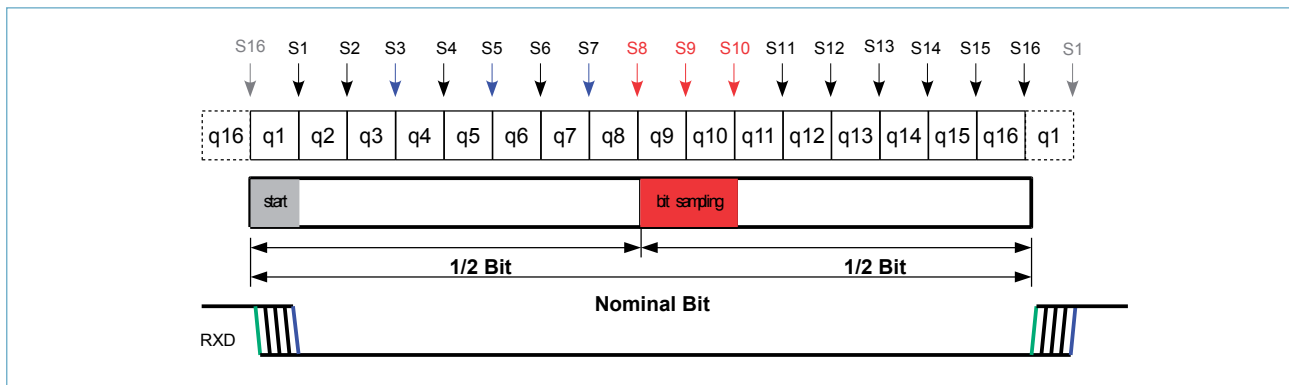 S16 S1 S2 S3 S4 S5 S6 S7 S8 S9 S10 S11 S12 S13 S14 S15 S16 S1
q16 q1 q2 q3 q4 q5 q6 q7 q8 q9 q10 q11 q12 q13 q14 q15 q16 q1
start bit sampling
1/2 Bit 1/2 Bit
Nominal Bit
RXD